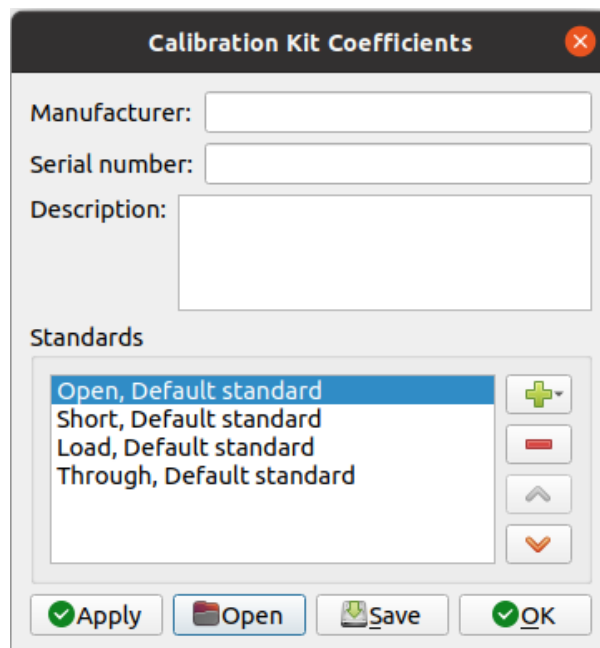 Calibration Kit Coefficients
Manufacturer:
Serial number:
Description:
Standards
Open, Default standard
Short, Default standard
Load, Default standard
Through, Default standard
Apply Open Save OK